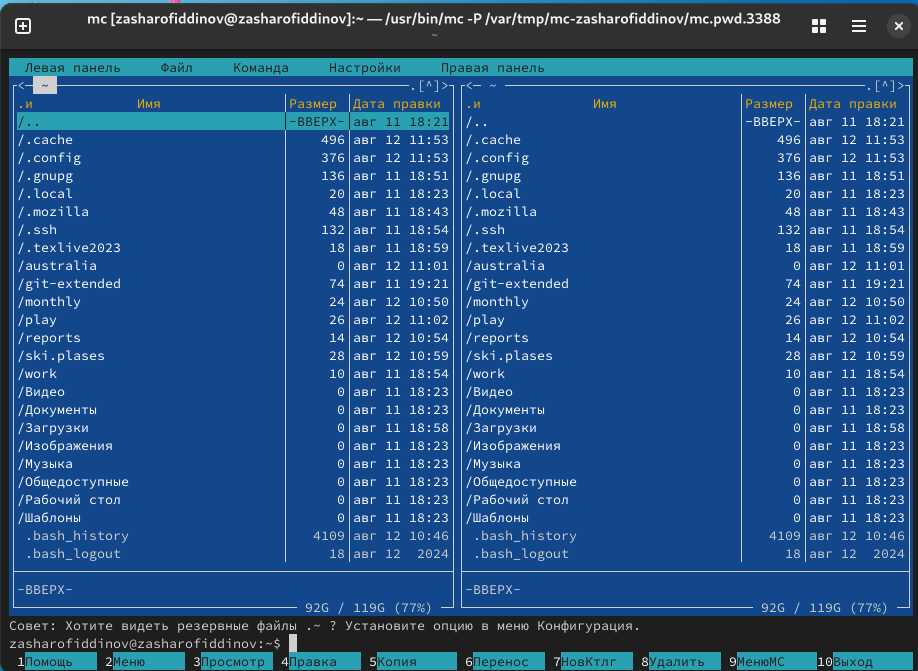 mc [zasharofiddinov@zasharofiddinov]:~ — /usr/bin/mc -P /var/tmp/mc-zasharofiddinov/mc.pwd.3388
~
Левая панель Файл Команда Настройки Правая панель
<— ~ .[^]> <— ~ .[^]>
.и Имя Размер Дата правки .и Имя Размер Дата правки
/.. -ВВЕРХ- авг 11 18:21 /.. -ВВЕРХ- авг 11 18:21
/.cache 496 авг 12 11:53 /.cache 496 авг 12 11:53
/.config 376 авг 12 11:53 /.config 376 авг 12 11:53
/.gnupg 136 авг 11 18:51 /.gnupg 136 авг 11 18:51
/.local 20 авг 11 18:23 /.local 20 авг 11 18:23
/.mozilla 48 авг 11 18:43 /.mozilla 48 авг 11 18:43
/.ssh 132 авг 11 18:54 /.ssh 132 авг 11 18:54
/.texlive2023 18 авг 11 18:59 /.texlive2023 18 авг 11 18:59
/australia 0 авг 12 11:01 /australia 0 авг 12 11:01
/git-extended 74 авг 11 19:21 /git-extended 74 авг 11 19:21
/monthly 24 авг 12 10:50 /monthly 24 авг 12 10:50
/play 26 авг 12 11:02 /play 26 авг 12 11:02
/reports 14 авг 12 10:54 /reports 14 авг 12 10:54
/ski.plases 28 авг 12 10:59 /ski.plases 28 авг 12 10:59
/work 10 авг 11 18:54 /work 10 авг 11 18:54
/Видео 0 авг 11 18:23 /Видео 0 авг 11 18:23
/Документы 0 авг 11 18:23 /Документы 0 авг 11 18:23
/Загрузки 0 авг 11 18:58 /Загрузки 0 авг 11 18:58
/Изображения 0 авг 11 18:23 /Изображения 0 авг 11 18:23
/Музыка 0 авг 11 18:23 /Музыка 0 авг 11 18:23
/Общедоступные 0 авг 11 18:23 /Общедоступные 0 авг 11 18:23
/Рабочий стол 0 авг 11 18:23 /Рабочий стол 0 авг 11 18:23
/Шаблоны 0 авг 11 18:23 /Шаблоны 0 авг 11 18:23
.bash_history 4109 авг 12 10:46 .bash_history 4109 авг 12 10:46
.bash_logout 18 авг 12 2024 .bash_logout 18 авг 12 2024
-ВВЕРХ- -ВВЕРХ-
92G / 119G (77%) 92G / 119G (77%)
Совет: Хотите видеть резервные файлы .~ ? Установите опцию в меню Конфигурация.
zasharofiddinov@zasharofiddinov:~$
1Помощь 2Меню 3Просмотр 4Правка 5Копия 6Перенос 7НовКтлг 8Удалить 9МенюМС 10Выход